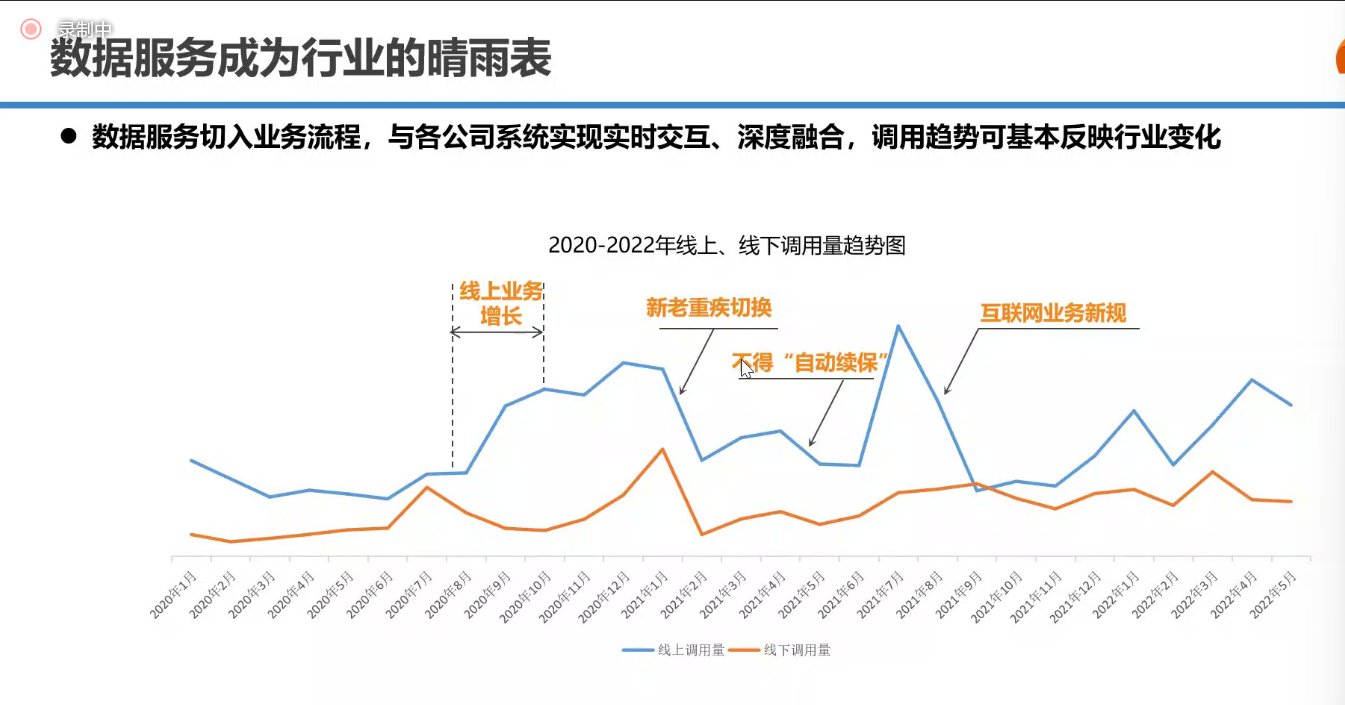 录制中
数据服务成为行业的晴雨表
● 数据服务切入业务流程，与各公司系统实现实时交互、深度融合，调用趋势可基本反映行业变化
2020-2022年线上、线下调用量趋势图
线上业务
增长
新老重疾切换
不得“自动续保”
互联网业务新规
2020年1月
2020年2月
2020年3月
2020年4月
2020年5月
2020年6月
2020年7月
2020年8月
2020年9月
2020年10月
2020年11月
2020年12月
2021年1月
2021年2月
2021年3月
2021年4月
2021年5月
2021年6月
2021年7月
2021年8月
2021年9月
2021年10月
2021年11月
2021年12月
2022年1月
2022年2月
2022年3月
2022年4月
2022年5月
线上调用量 线下调用量